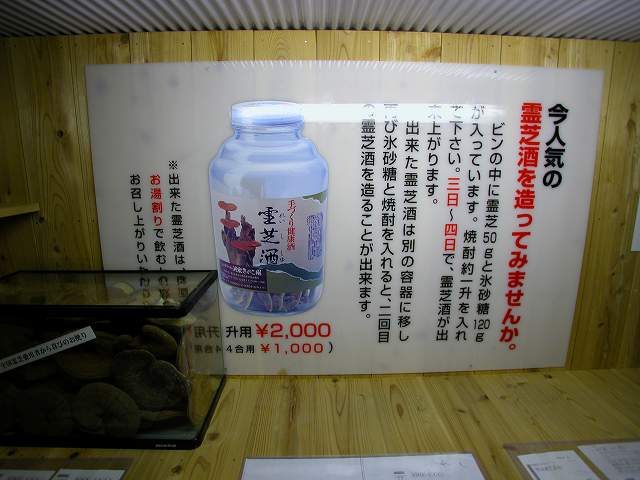 今人気の
霊芝酒を造ってみませんか。
ビンの中に霊芝50gと氷砂糖120g
が入っています。焼酎約一升を入れ
て下さい。三日〜四日で、霊芝酒が出
来上がります。
出来た霊芝酒は別の容器に移し
再び氷砂糖と焼酎を入れると、二回目
の霊芝酒を造ることが出来ます。
※出来た霊芝酒は、
お湯割りで飲む
お召し上がりい
手づくり健康酒
霊芝酒
れいし
升用 ¥2,000
4合用 ¥1,000)